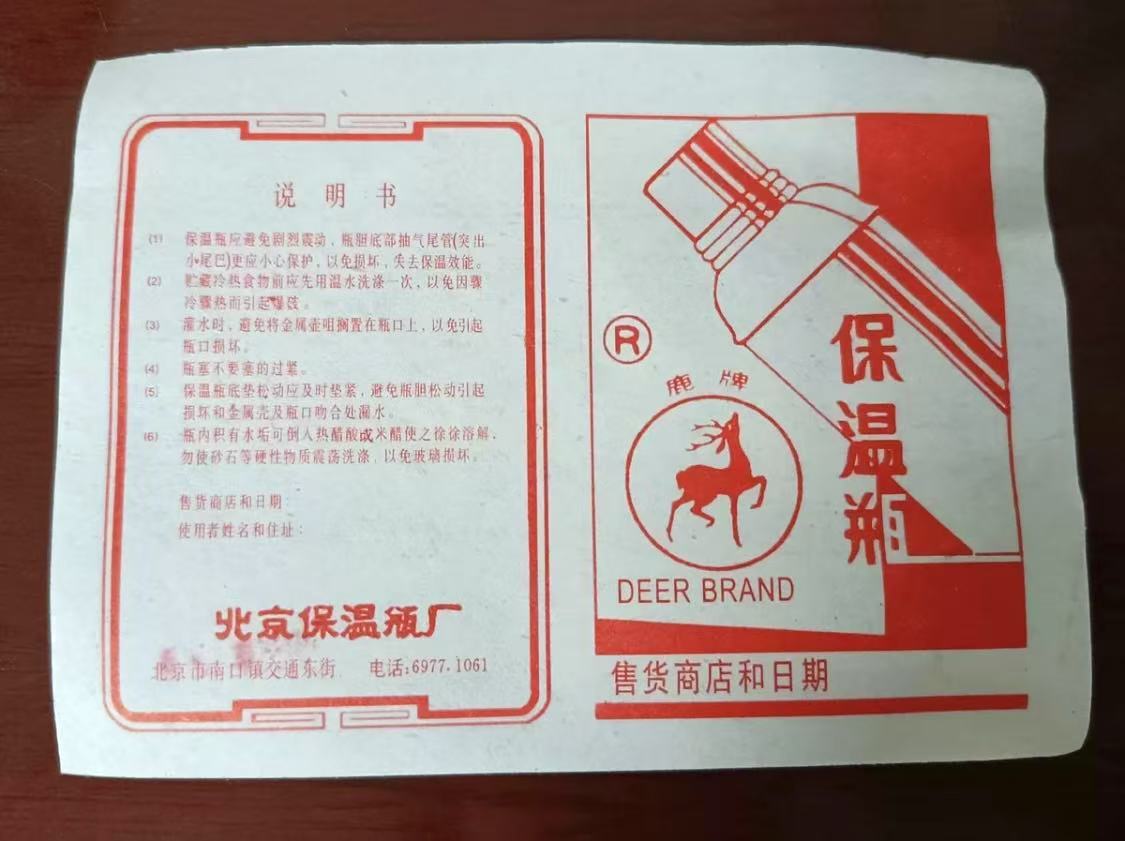 说明书
(1) 保温瓶应避免剧烈震动，瓶胆底部抽气尾管(突出
小尾巴)更应小心保护，以免损坏，失去保温效能。
(2) 贮藏冷热食物前应先用温水洗涤一次，以免因骤
冷骤热而引起爆裂。
(3) 灌水时，避免将金属壶咀搁置在瓶口上，以免引起
瓶口损坏。
(4) 瓶塞不要塞的过紧。
(5) 保温瓶底垫松动应及时垫紧，避免瓶胆松动引起
损坏和金属壳及瓶口吻合处漏水。
(6) 瓶内积有水垢可倒入热醋酸或米醋使之徐徐溶解，
勿使砂石等硬性物质震荡洗涤，以免玻璃损坏。
售货商店和日期：
使用者姓名和住址：
北京保温瓶厂
北京市南口镇交通东街 电话:6977.1061
保温瓶
R
鹿牌
DEER BRAND
售货商店和日期